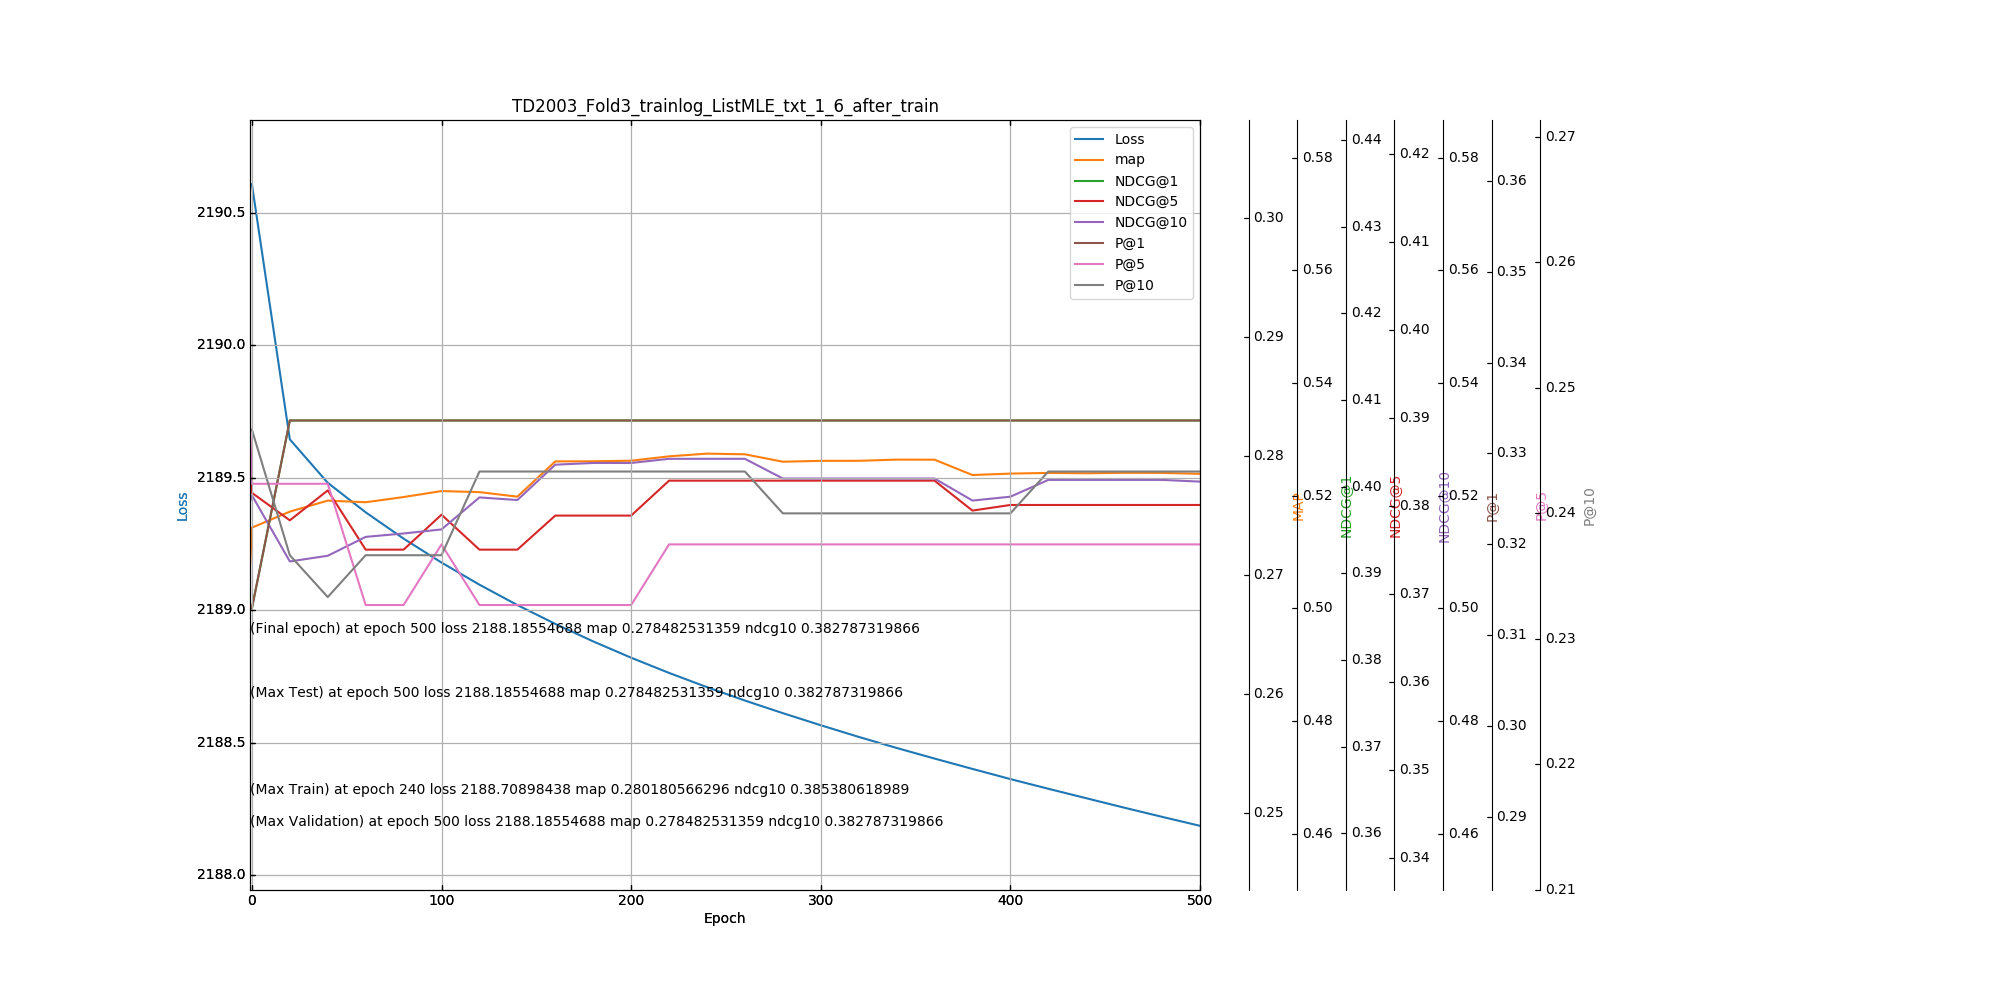 TD2003_Fold3_trainlog_ListMLE_txt_1_6_after_train
Loss
map
NDCG@1
NDCG@5
NDCG@10
P@1
P@5
P@10
2190.5
2190.0
2189.5
2189.0
2188.5
2188.0
Loss
(Final epoch) at epoch 500 loss 2188.18554688 map 0.278482531359 ndcg10 0.382787319866
(Max Test) at epoch 500 loss 2188.18554688 map 0.278482531359 ndcg10 0.382787319866
(Max Train) at epoch 240 loss 2188.70898438 map 0.280180566296 ndcg10 0.385380618989
(Max Validation) at epoch 500 loss 2188.18554688 map 0.278482531359 ndcg10 0.382787319866
0 100 200 300 400 500
Epoch
0.30
0.29
0.28
0.27
0.26
0.25
MAP
0.58
0.56
0.54
0.52
0.50
0.48
0.46
NDCG@1
0.44
0.43
0.42
0.41
0.40
0.39
0.38
0.37
0.36
NDCG@5
0.42
0.41
0.40
0.39
0.38
0.37
0.36
0.35
0.34
NDCG@10
0.58
0.56
0.54
0.52
0.50
0.48
0.46
P@1
0.36
0.35
0.34
0.33
0.32
0.31
0.30
0.29
P@5
0.27
0.26
0.25
0.24
0.23
0.22
0.21
P@10